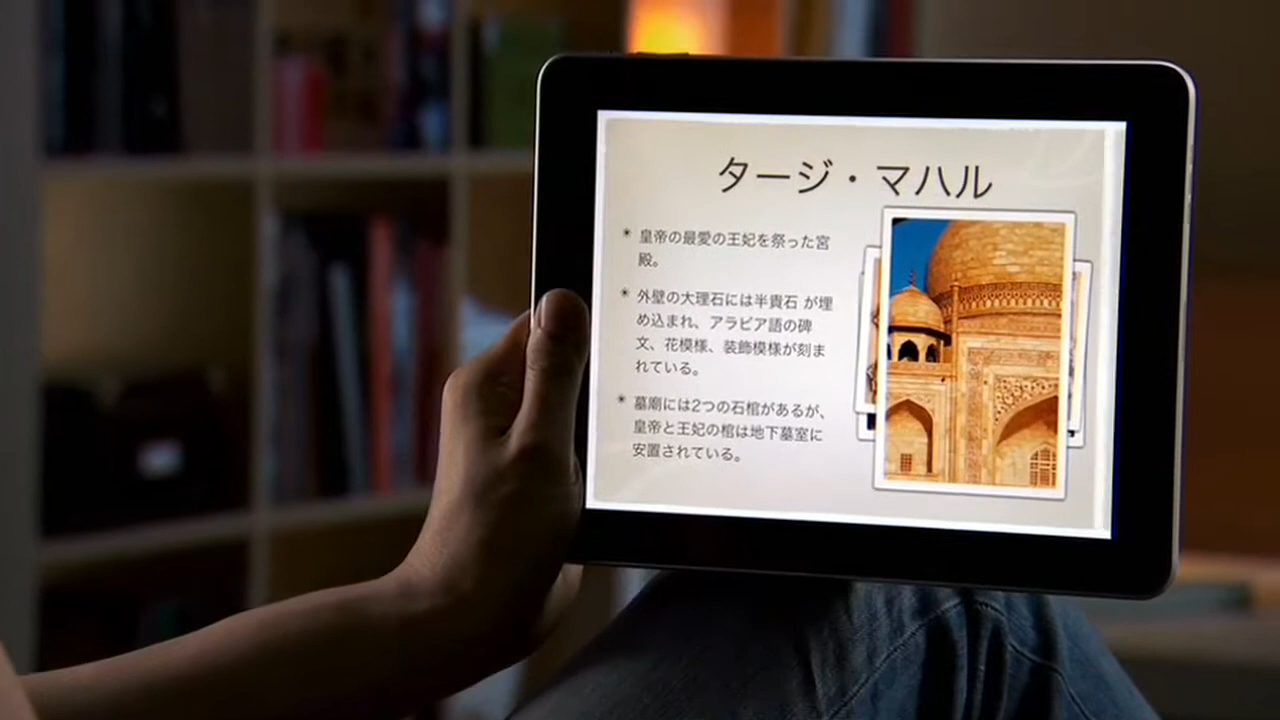 タージ・マハル
* 皇帝の最愛の王妃を祭った宮
殿。
* 外壁の大理石には半貴石 が埋
め込まれ、アラビア語の碑
文、花模様、装飾模様が刻ま
れている。
* 墓廟には2つの石棺があるが、
皇帝と王妃の棺は地下墓室に
安置されている。